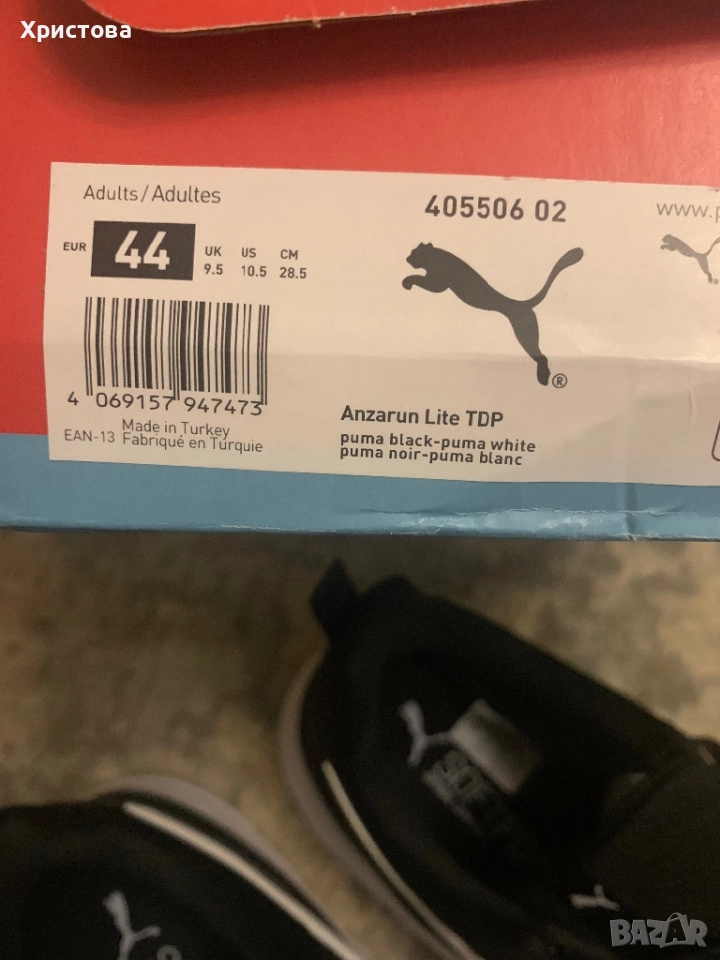 Христова
Adults / Adultes
405506 02
EUR 44 UK 9.5 US 10.5 CM 28.5
4 069157 947473
EAN-13 Made in Turkey
Fabriqué en Turquie
®
Anzarun Lite TDP
puma black-puma white
puma noir-puma blanc
BAZAR